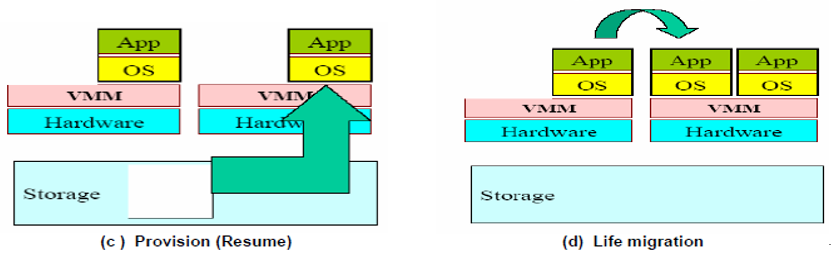 App App
OS OS
VMM VMM
Hardware Hardware
Storage
(c ) Provision (Resume)
App App App
OS OS OS
VMM VMM
Hardware Hardware
Storage
(d) Life migration